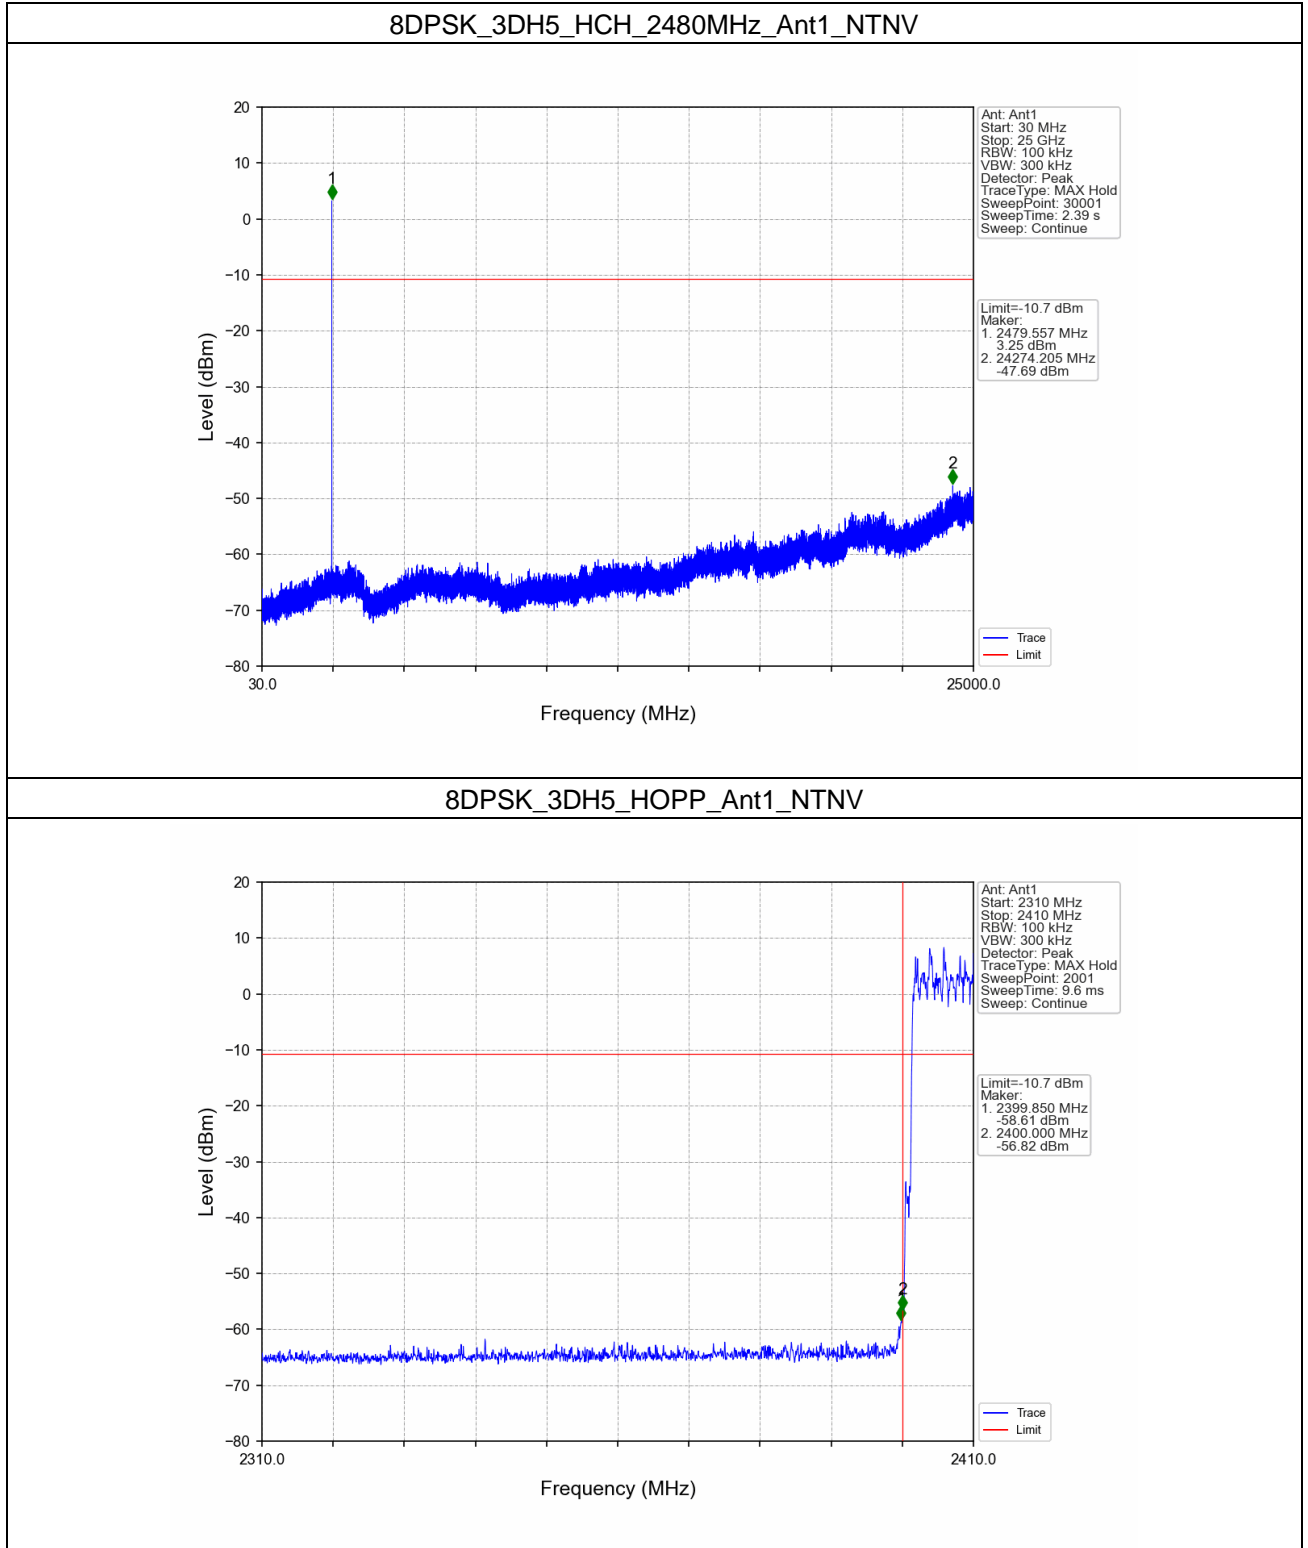 8DPSK_3DH5_HCH_2480MHz_Ant1_NTNV
20
10
0
−10
−20
−30
−40
−50
−60
−70
−80
Level (dBm)
1
2
30.0
25000.0
Frequency (MHz)
Ant: Ant1
Start: 30 MHz
Stop: 25 GHz
RBW: 100 kHz
VBW: 300 kHz
Detector: Peak
TraceType: MAX Hold
SweepPoint: 30001
SweepTime: 2.39 s
Sweep: Continue
Limit=-10.7 dBm
Maker:
1. 2479.557 MHz
3.25 dBm
2. 24274.205 MHz
-47.69 dBm
Trace
Limit
8DPSK_3DH5_HOPP_Ant1_NTNV
20
10
0
−10
−20
−30
−40
−50
−60
−70
−80
Level (dBm)
2
2310.0
2410.0
Frequency (MHz)
Ant: Ant1
Start: 2310 MHz
Stop: 2410 MHz
RBW: 100 kHz
VBW: 300 kHz
Detector: Peak
TraceType: MAX Hold
SweepPoint: 2001
SweepTime: 9.6 ms
Sweep: Continue
Limit=-10.7 dBm
Maker:
1. 2399.850 MHz
-58.61 dBm
2. 2400.000 MHz
-56.82 dBm
Trace
Limit